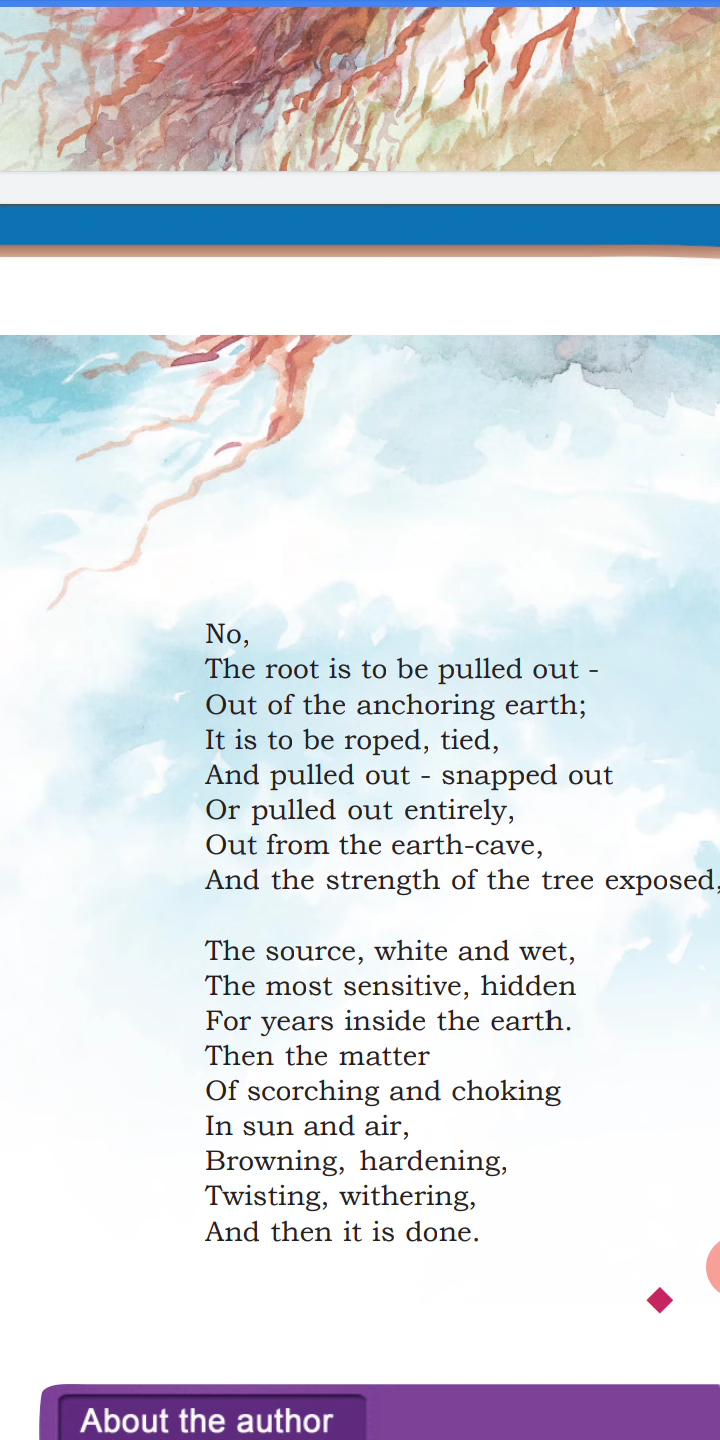 No,
The root is to be pulled out -
Out of the anchoring earth;
It is to be roped, tied,
And pulled out - snapped out
Or pulled out entirely,
Out from the earth-cave,
And the strength of the tree exposed,
The source, white and wet,
The most sensitive, hidden
For years inside the earth.
Then the matter
Of scorching and choking
In sun and air,
Browning, hardening,
Twisting, withering,
And then it is done.
About the author